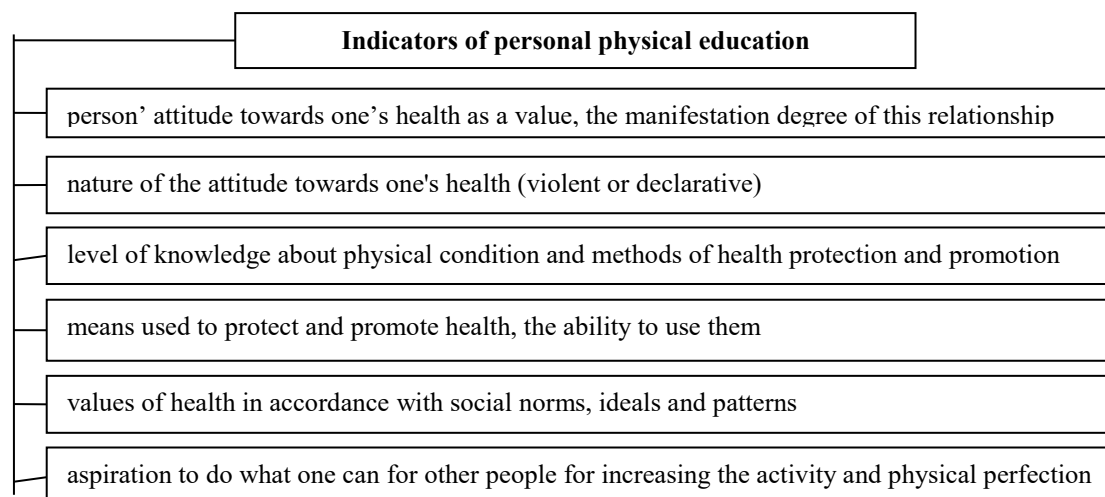 Indicators of personal physical education
person’ attitude towards one’s health as a value, the manifestation degree of this relationship
nature of the attitude towards one's health (violent or declarative)
level of knowledge about physical condition and methods of health protection and promotion
means used to protect and promote health, the ability to use them
values of health in accordance with social norms, ideals and patterns
aspiration to do what one can for other people for increasing the activity and physical perfection